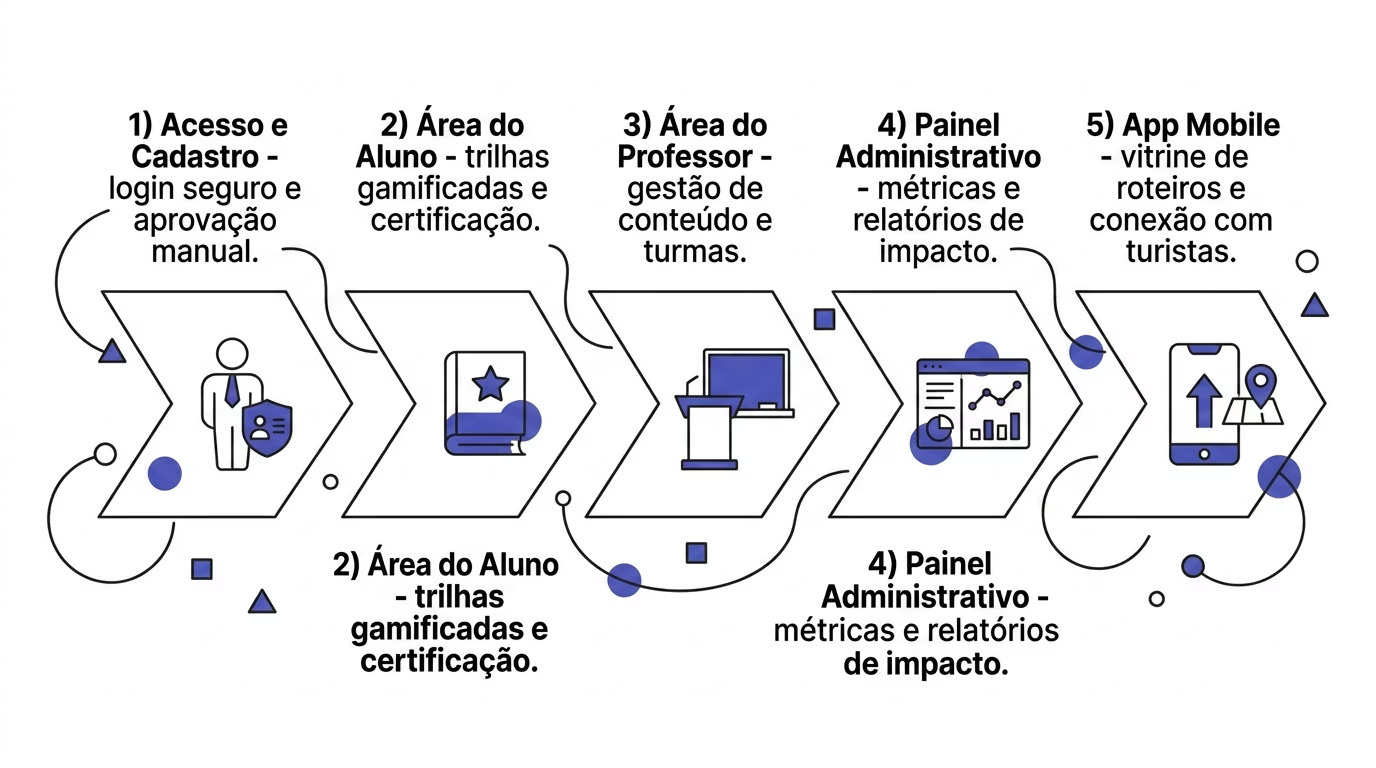 1) Acesso e
Cadastro -
login seguro e
aprovação
manual.
2) Área do
Aluno - trilhas
gamificadas e
certificação.
3) Área do
Professor -
gestão de
conteúdo e
turmas.
4) Painel
Administrativo
- métricas e
relatórios de
impacto.
5) App Mobile
- vitrine de
roteiros e
conexão com
turistas.
2) Área do Aluno
- trilhas
gamificadas e
certificação.
4) Painel
Administrativo -
métricas e relatórios
de impacto.